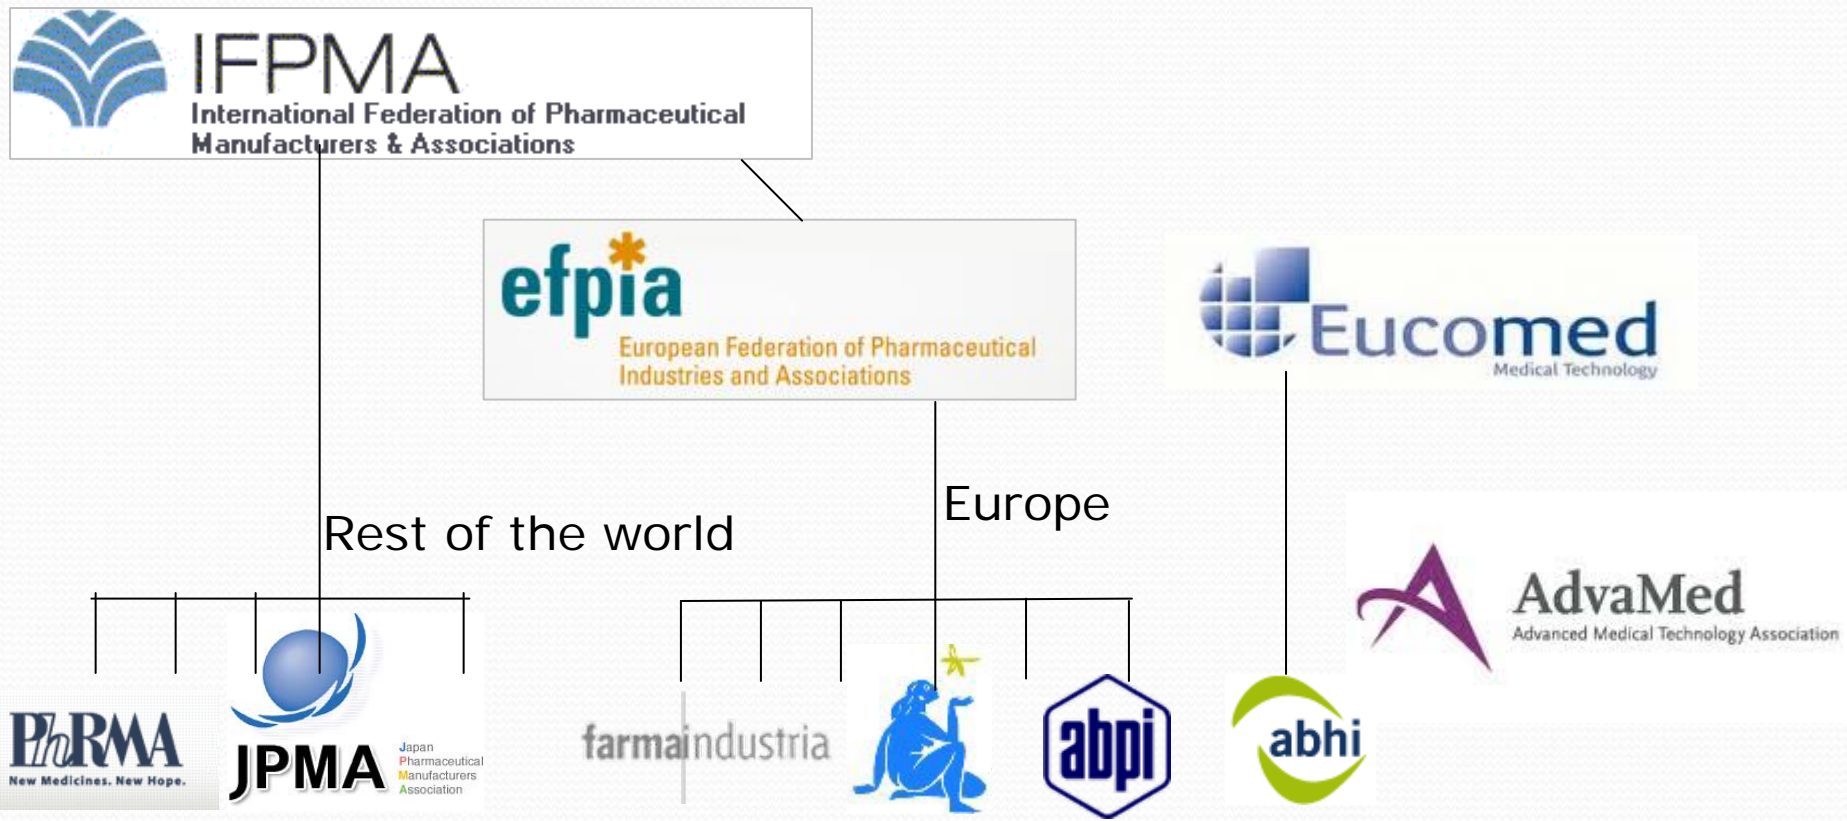 IFPMA
International Federation of Pharmaceutical
Manufacturers & Associations
efpia
European Federation of Pharmaceutical
Industries and Associations
Eucomed
Medical Technology
Rest of the world
Europe
AdvaMed
Advanced Medical Technology Association
PhRMA
New Medicines. New Hope.
JPMA
Japan
Pharmaceutical
Manufacturers
Association
farmaindustria
abpi
abhi